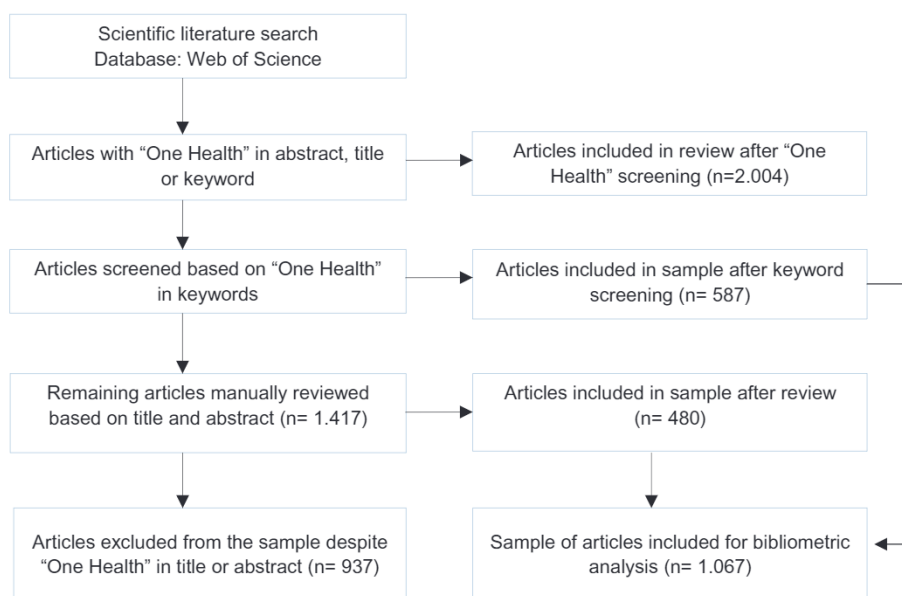 Scientific literature search
Database: Web of Science
Articles with “One Health” in abstract, title
or keyword
Articles included in review after “One
Health” screening (n=2.004)
Articles screened based on “One Health”
in keywords
Articles included in sample after keyword
screening (n= 587)
Remaining articles manually reviewed
based on title and abstract (n= 1.417)
Articles included in sample after review
(n= 480)
Articles excluded from the sample despite
“One Health” in title or abstract (n= 937)
Sample of articles included for bibliometric
analysis (n= 1.067)